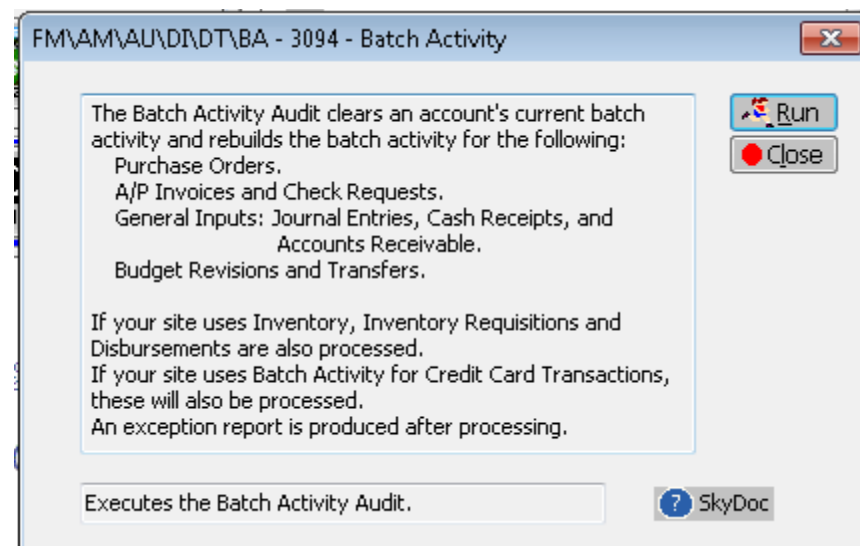 FM\AM\AU\DI\DT\BA - 3094 - Batch Activity
The Batch Activity Audit clears an account's current batch
activity and rebuilds the batch activity for the following:
Purchase Orders.
A/P Invoices and Check Requests.
General Inputs: Journal Entries, Cash Receipts, and
Accounts Receivable.
Budget Revisions and Transfers.
If your site uses Inventory, Inventory Requisitions and
Disbursements are also processed.
If your site uses Batch Activity for Credit Card Transactions,
these will also be processed.
An exception report is produced after processing.
Run
Close
Executes the Batch Activity Audit.
? SkyDoc